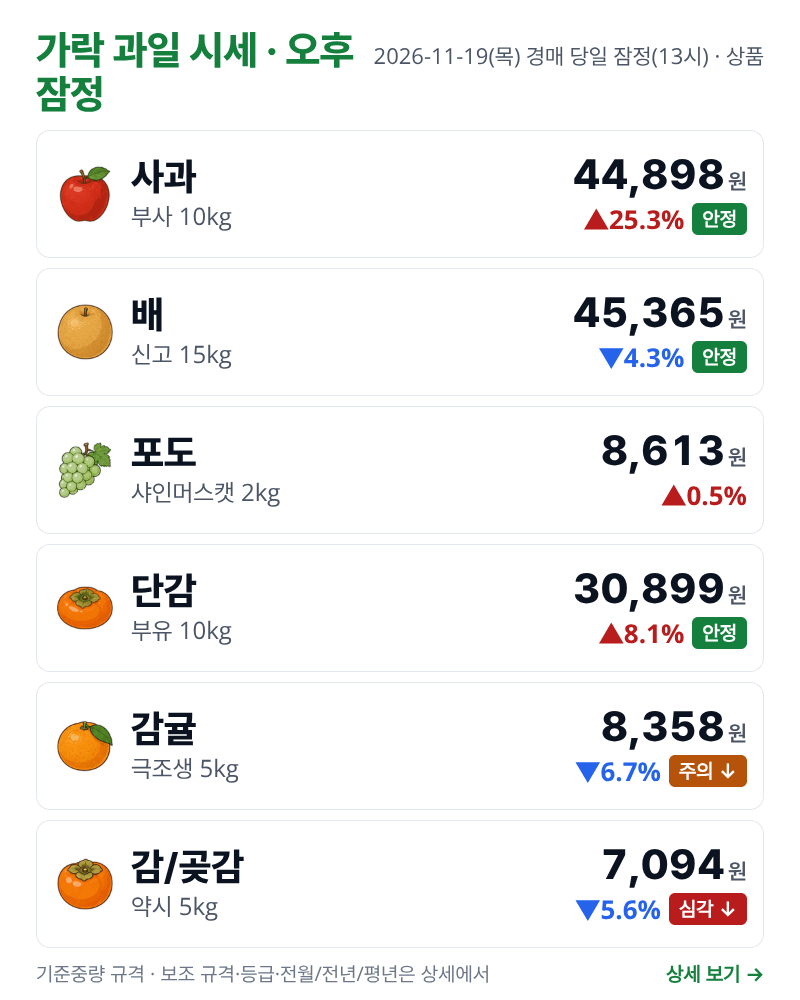 가락 과일 시세 · 오후
잠정
2026-11-19(목) 경매 당일 잠정(13시) · 상품
사과
부사 10kg
44,898원
▲25.3% 안정
배
신고 15kg
45,365원
▼4.3% 안정
포도
샤인머스캣 2kg
8,613원
▲0.5%
단감
부유 10kg
30,899원
▲8.1% 안정
감귤
극조생 5kg
8,358원
▼6.7% 주의 ↓
감/곶감
약시 5kg
7,094원
▼5.6% 심각 ↓
기준중량 규격 · 보조 규격·등급·전월/전년/평년은 상세에서
상세 보기 →